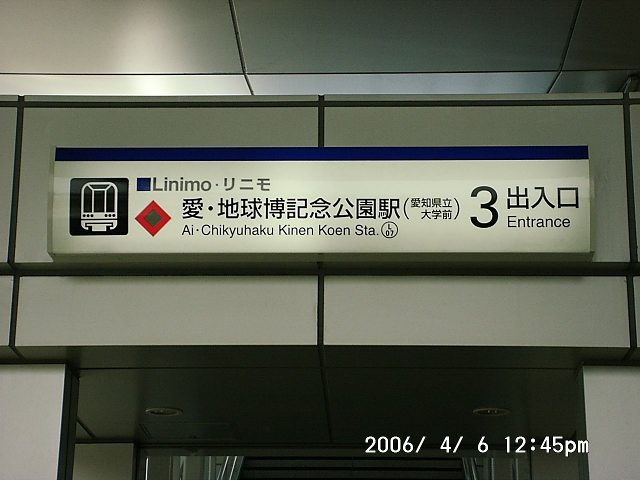 Linimo・リニモ
愛・地球博記念公園駅(愛知県立大学前)
Ai・Chikyuhaku Kinen Koen Sta. L07
3 出入口
Entrance
2006/ 4/ 6 12:45pm